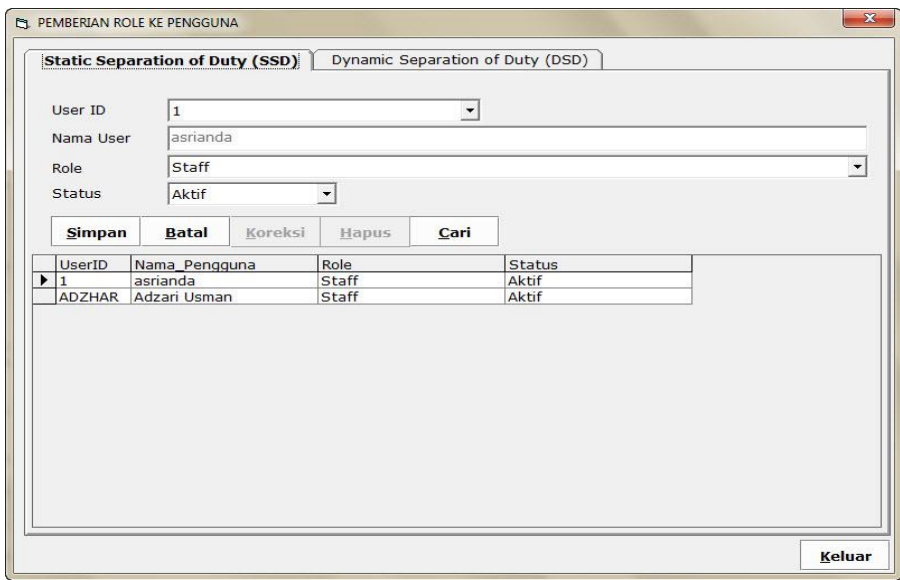 PEMBERIAN ROLE KE PENGGUNA
Static Separation of Duty (SSD) Dynamic Separation of Duty (DSD)
User ID 1
Nama User asrianda
Role Staff
Status Aktif
Simpan Batal Koreksi Hapus Cari
UserID Nama_Pengguna Role Status
1 asrianda Staff Aktif
ADZHAR Adzari Usman Staff Aktif
Keluar